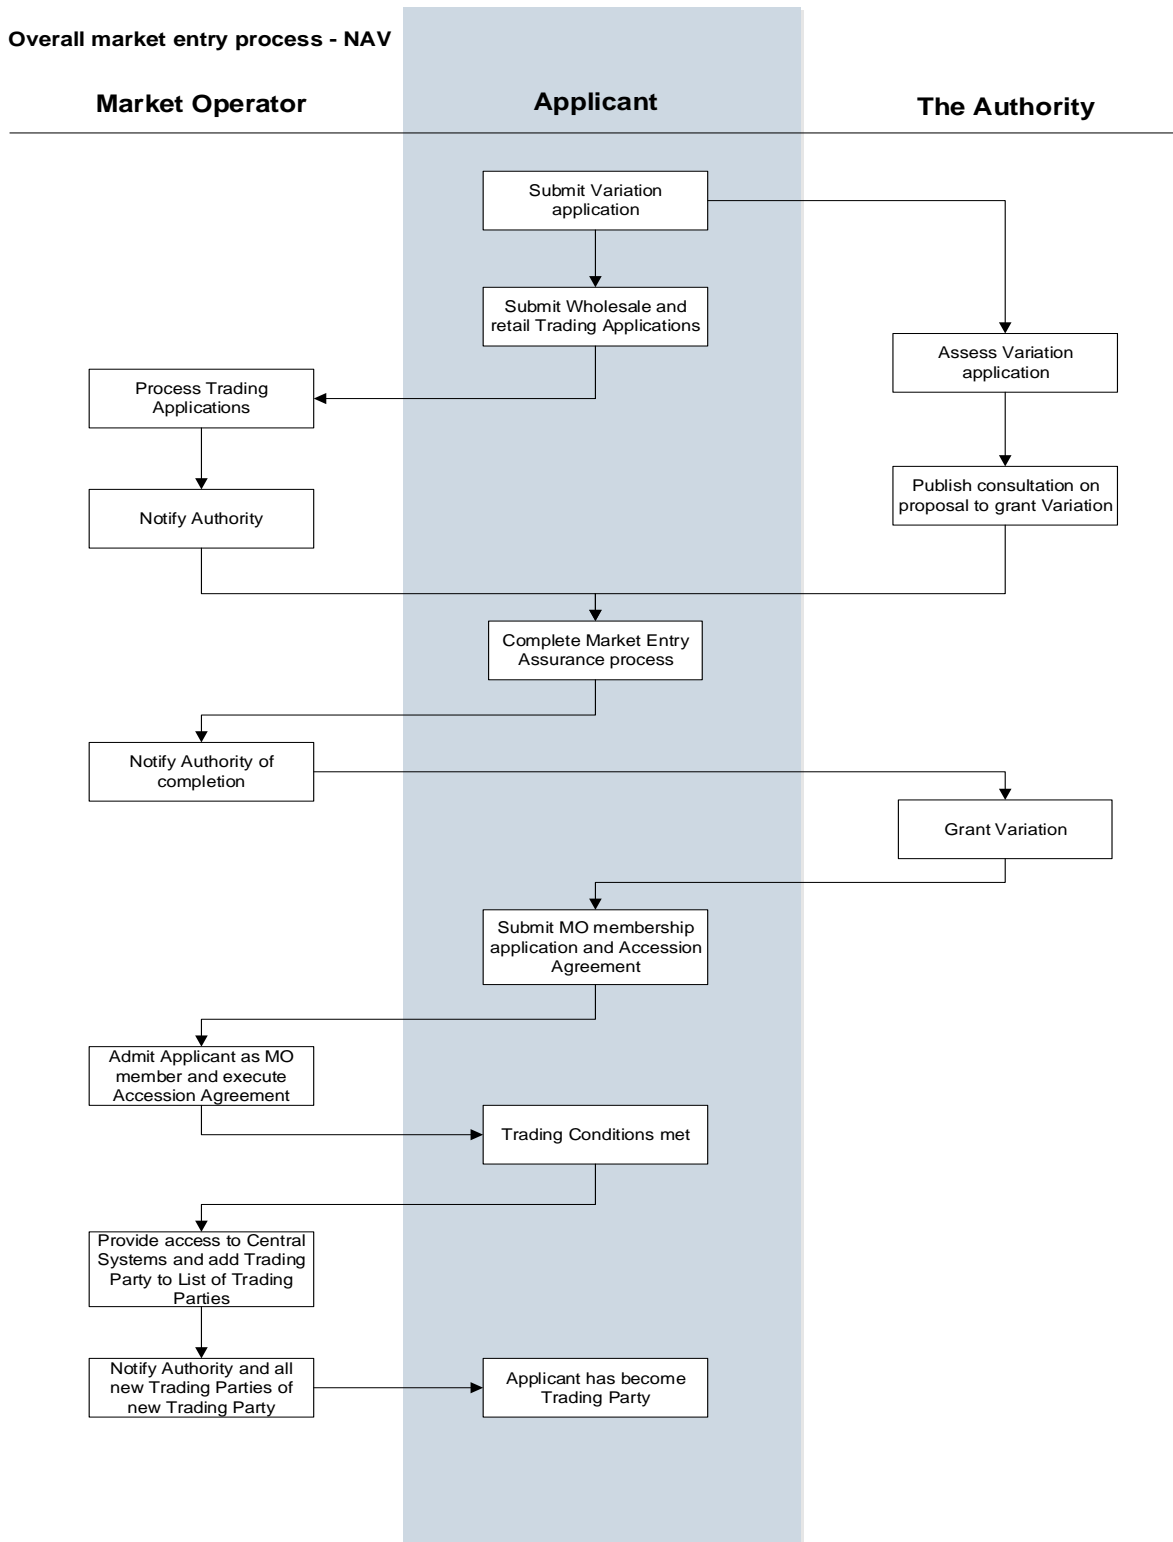 Overall market entry process - NAV
Market Operator
Applicant
The Authority
Submit Variation
application
Submit Wholesale and
retail Trading Applications
Assess Variation
application
Process Trading
Applications
Publish consultation on
proposal to grant Variation
Notify Authority
Complete Market Entry
Assurance process
Notify Authority of
completion
Grant Variation
Submit MO membership
application and Accession
Agreement
Admit Applicant as MO
member and execute
Accession Agreement
Trading Conditions met
Provide access to Central
Systems and add Trading
Party to List of Trading
Parties
Notify Authority and all
new Trading Parties of
new Trading Party
Applicant has become
Trading Party